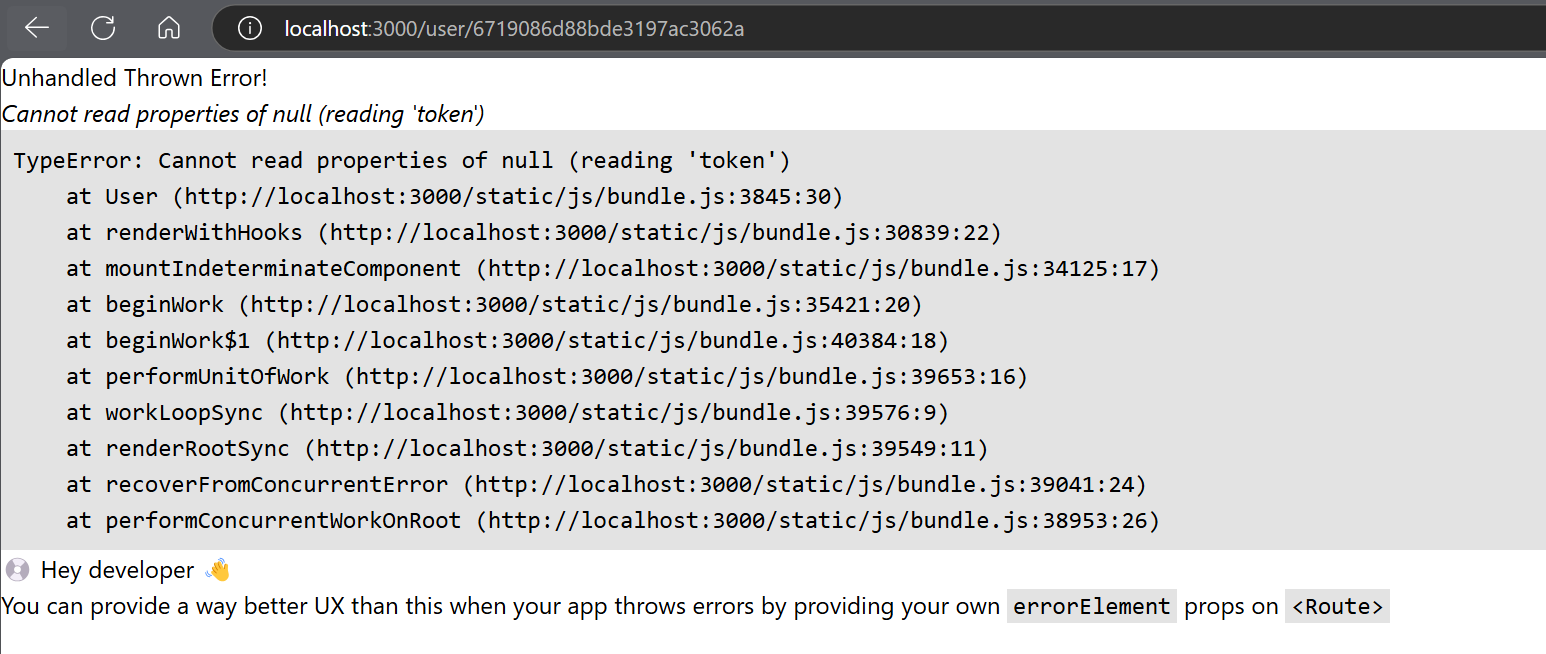 localhost:3000/user/6719086d88bde3197ac3062a
Unhandled Thrown Error!
Cannot read properties of null (reading 'token')
TypeError: Cannot read properties of null (reading 'token')
    at User (http://localhost:3000/static/js/bundle.js:3845:30)
    at renderWithHooks (http://localhost:3000/static/js/bundle.js:30839:22)
    at mountIndeterminateComponent (http://localhost:3000/static/js/bundle.js:34125:17)
    at beginWork (http://localhost:3000/static/js/bundle.js:35421:20)
    at beginWork$1 (http://localhost:3000/static/js/bundle.js:40384:18)
    at performUnitOfWork (http://localhost:3000/static/js/bundle.js:39653:16)
    at workLoopSync (http://localhost:3000/static/js/bundle.js:39576:9)
    at renderRootSync (http://localhost:3000/static/js/bundle.js:39549:11)
    at recoverFromConcurrentError (http://localhost:3000/static/js/bundle.js:39041:24)
    at performConcurrentWorkOnRoot (http://localhost:3000/static/js/bundle.js:38953:26)
💿 Hey developer 👋
You can provide a way better UX than this when your app throws errors by providing your own errorElement props on <Route>